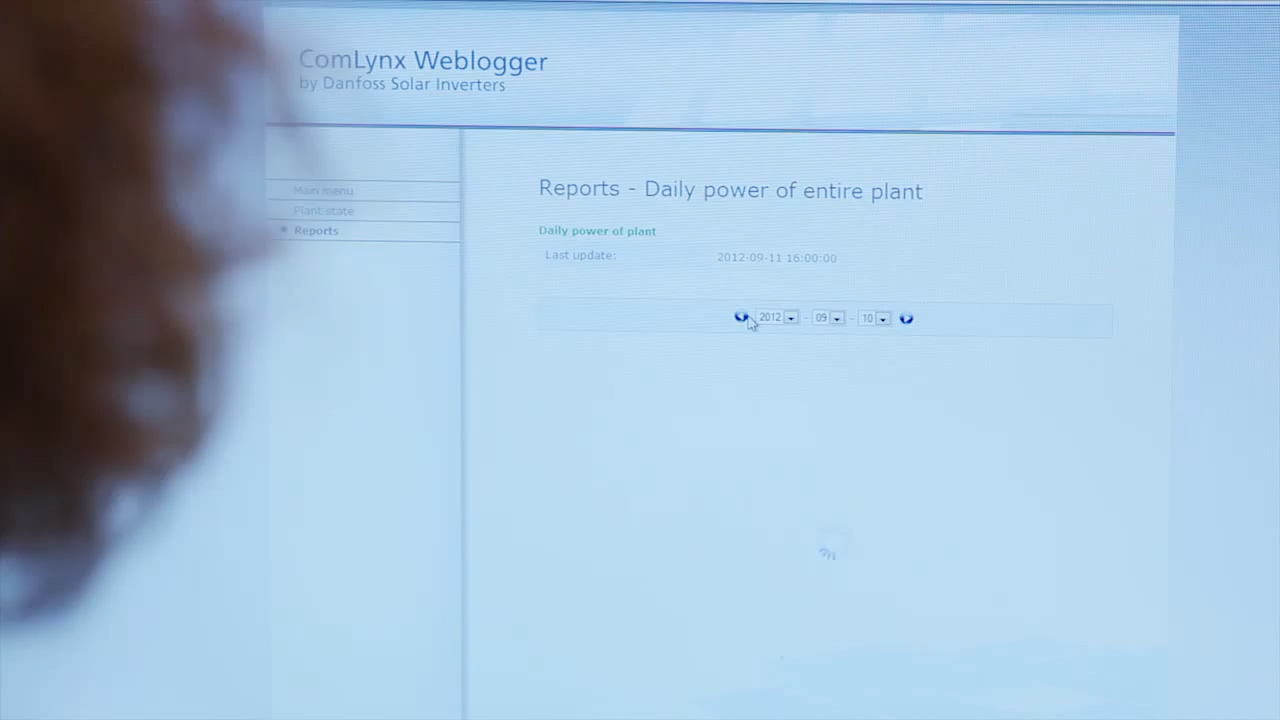 ComLynx Weblogger
by Danfoss Solar Inverters
Main menu
Plant state
Reports
Reports - Daily power of entire plant
Daily power of plant
Last update: 2012-09-11 16:00:00
2012 - 09 - 10